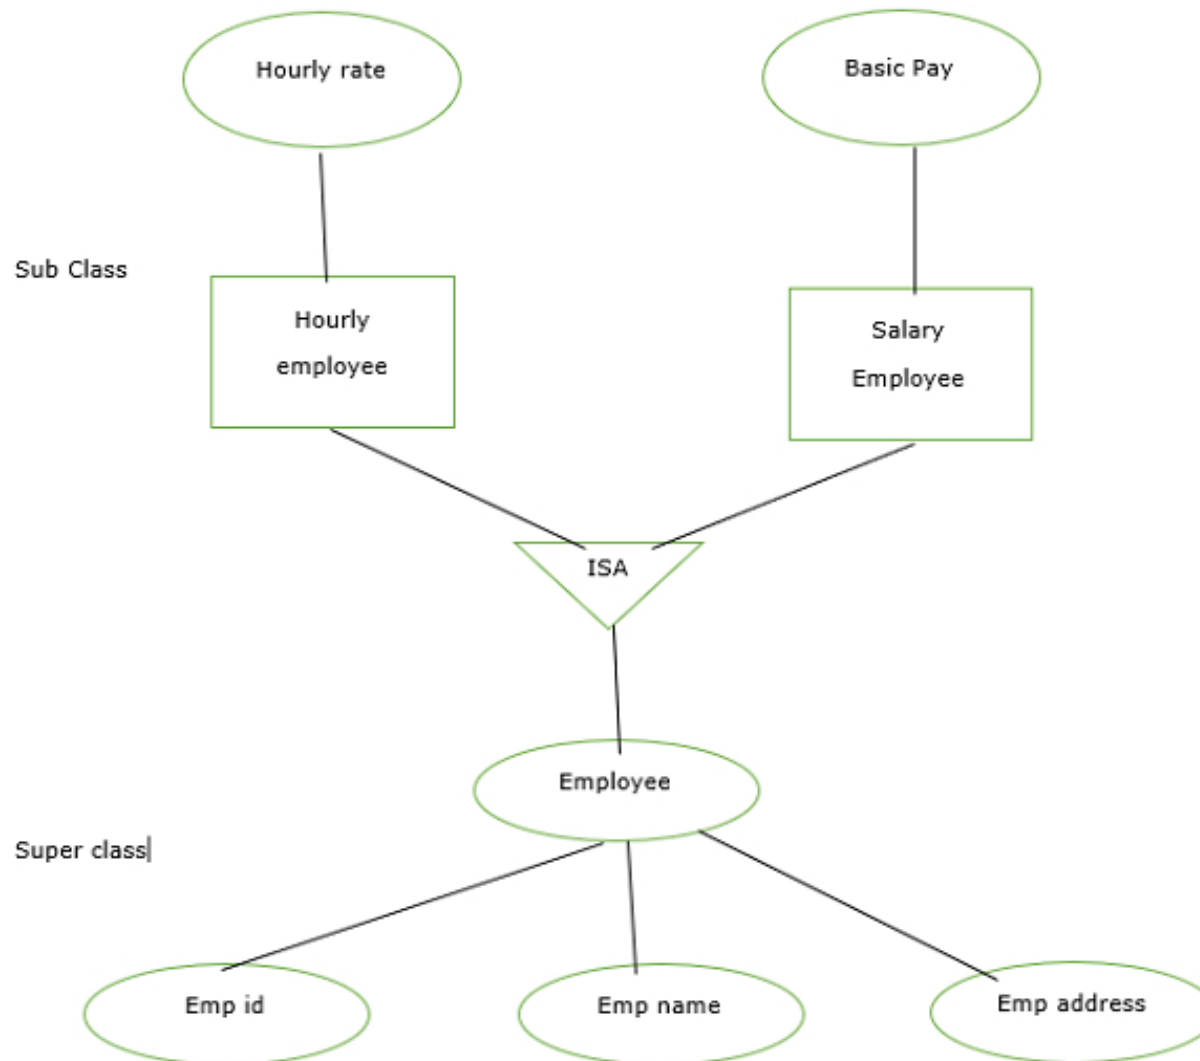 Hourly rate
Basic Pay
Sub Class
Hourly
employee
Salary
Employee
ISA
Employee
Super class
Emp id
Emp name
Emp address